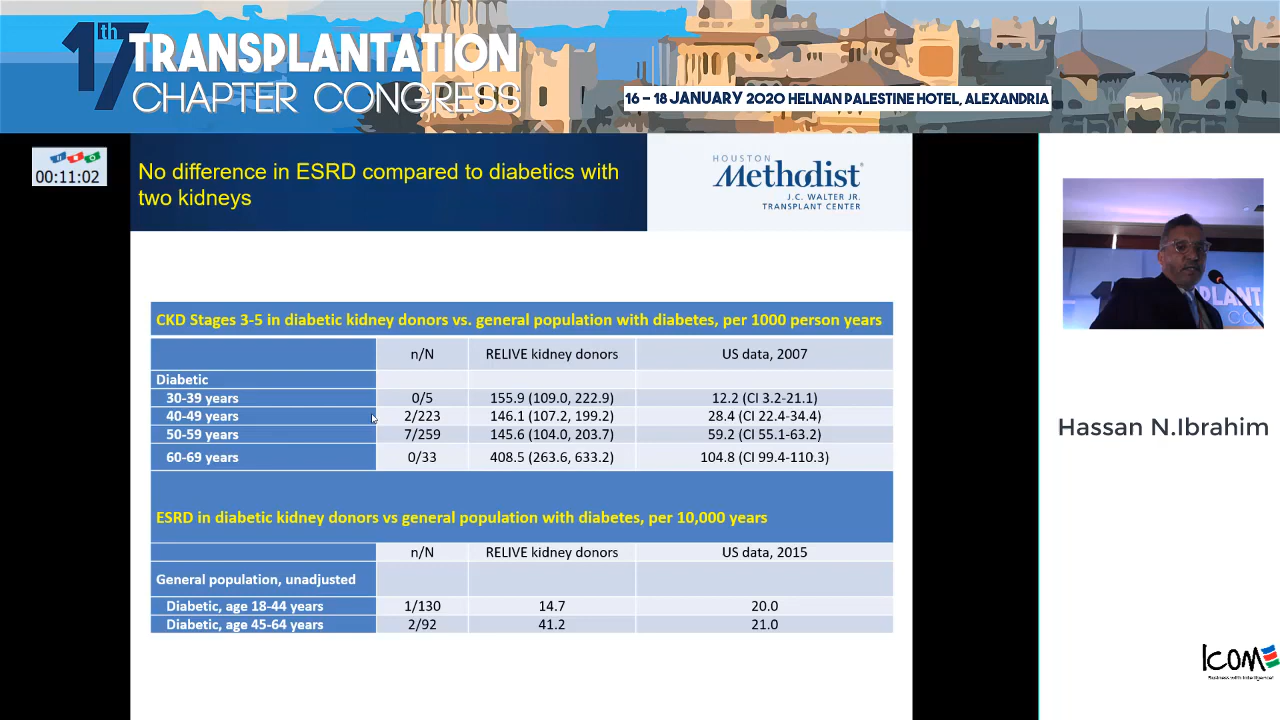 17th TRANSPLANTATION
CHAPTER CONGRESS
16 – 18 JANUARY 2020 HELNAN PALESTINE HOTEL, ALEXANDRIA
00:11:02
No difference in ESRD compared to diabetics with
two kidneys
HOUSTON
Methodist®
J.C. WALTER JR.
TRANSPLANT CENTER
CKD Stages 3-5 in diabetic kidney donors vs. general population with diabetes, per 1000 person years
n/N RELIVE kidney donors US data, 2007
Diabetic
30-39 years 0/5 155.9 (109.0, 222.9) 12.2 (CI 3.2-21.1)
40-49 years 2/223 146.1 (107.2, 199.2) 28.4 (CI 22.4-34.4)
50-59 years 7/259 145.6 (104.0, 203.7) 59.2 (CI 55.1-63.2)
60-69 years 0/33 408.5 (263.6, 633.2) 104.8 (CI 99.4-110.3)
ESRD in diabetic kidney donors vs general population with diabetes, per 10,000 years
n/N RELIVE kidney donors US data, 2015
General population, unadjusted
Diabetic, age 18-44 years 1/130 14.7 20.0
Diabetic, age 45-64 years 2/92 41.2 21.0
Hassan N.Ibrahim
ICOM
Business with Intelligence!